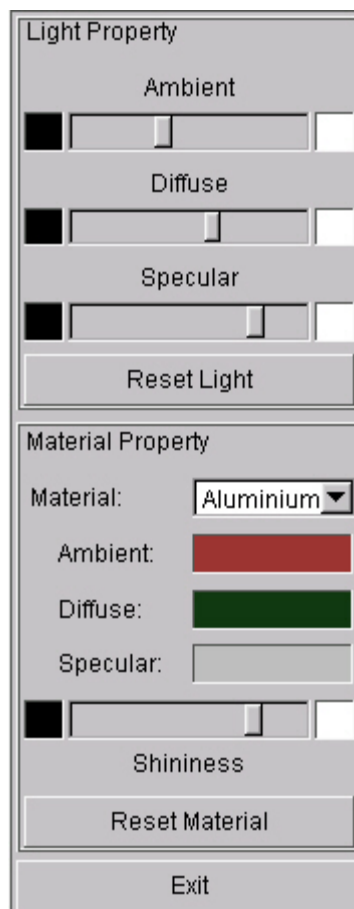 Light Property
Ambient
Diffuse
Specular
Reset Light
Material Property
Material: Aluminium
Ambient:
Diffuse:
Specular:
Shininess
Reset Material
Exit